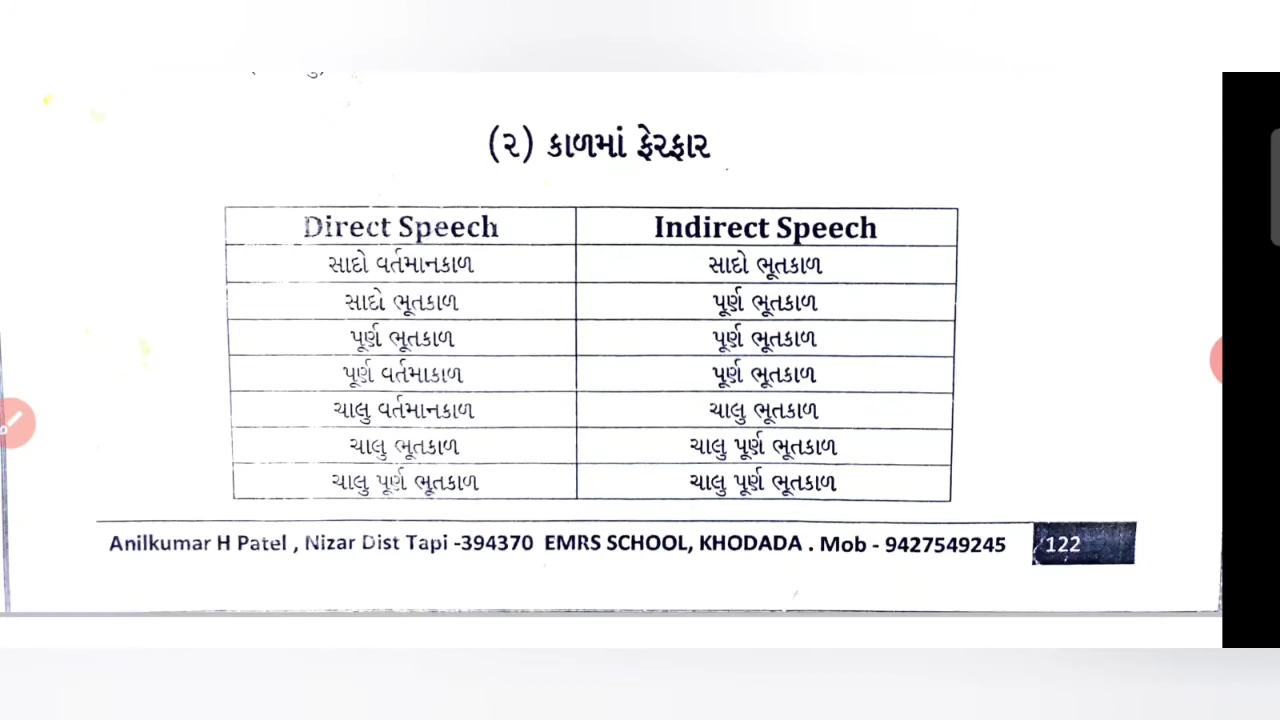 (૨) કાળમાં ફેરફાર
Direct Speech Indirect Speech
સાદો વર્તમાનકાળ સાદો ભૂતકાળ
સાદો ભૂતકાળ પૂર્ણ ભૂતકાળ
પૂર્ણ ભૂતકાળ પૂર્ણ ભૂતકાળ
પૂર્ણ વર્તમાકાળ પૂર્ણ ભૂતકાળ
ચાલુ વર્તમાનકાળ ચાલુ ભૂતકાળ
ચાલુ ભૂતકાળ ચાલુ પૂર્ણ ભૂતકાળ
ચાલુ પૂર્ણ ભૂતકાળ ચાલુ પૂર્ણ ભૂતકાળ
Anilkumar H Patel , Nizar Dist Tapi -394370 EMRS SCHOOL, KHODADA . Mob - 9427549245 122